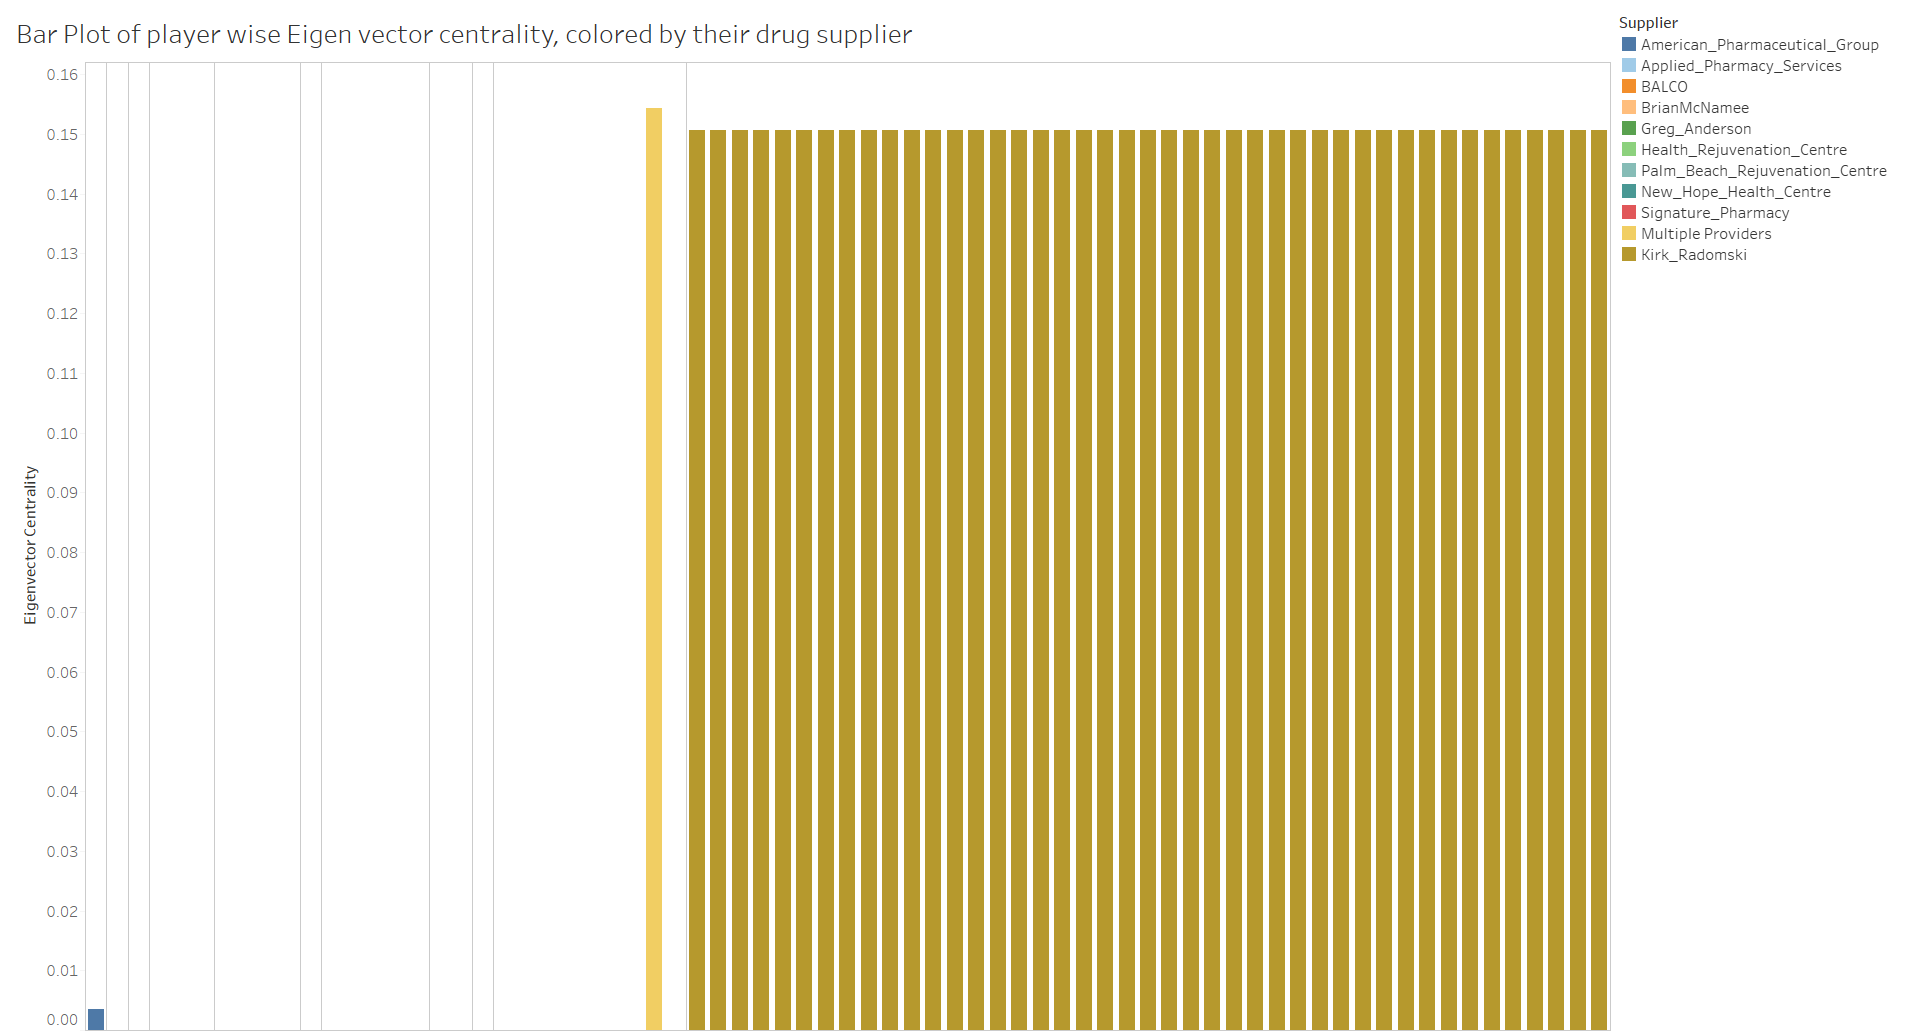 Bar Plot of player wise Eigen vector centrality, colored by their drug supplier
Supplier
American_Pharmaceutical_Group
Applied_Pharmacy_Services
BALCO
BrianMcNamee
Greg_Anderson
Health_Rejuvenation_Centre
Palm_Beach_Rejuvenation_Centre
New_Hope_Health_Centre
Signature_Pharmacy
Multiple Providers
Kirk_Radomski
Eigenvector Centrality
0.16
0.15
0.14
0.13
0.12
0.11
0.10
0.09
0.08
0.07
0.06
0.05
0.04
0.03
0.02
0.01
0.00